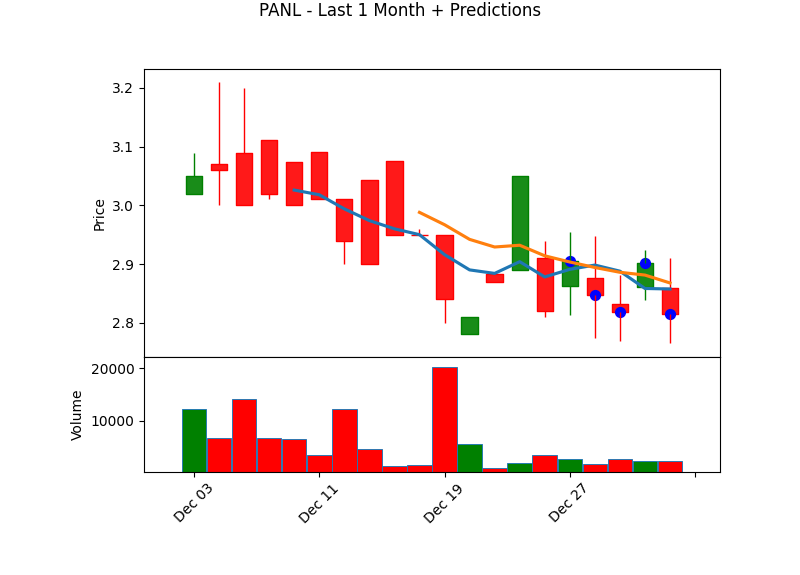 PANL - Last 1 Month + Predictions
3.2
3.1
3.0
2.9
2.8
Price
20000
10000
Volume
Dec 03
Dec 11
Dec 19
Dec 27